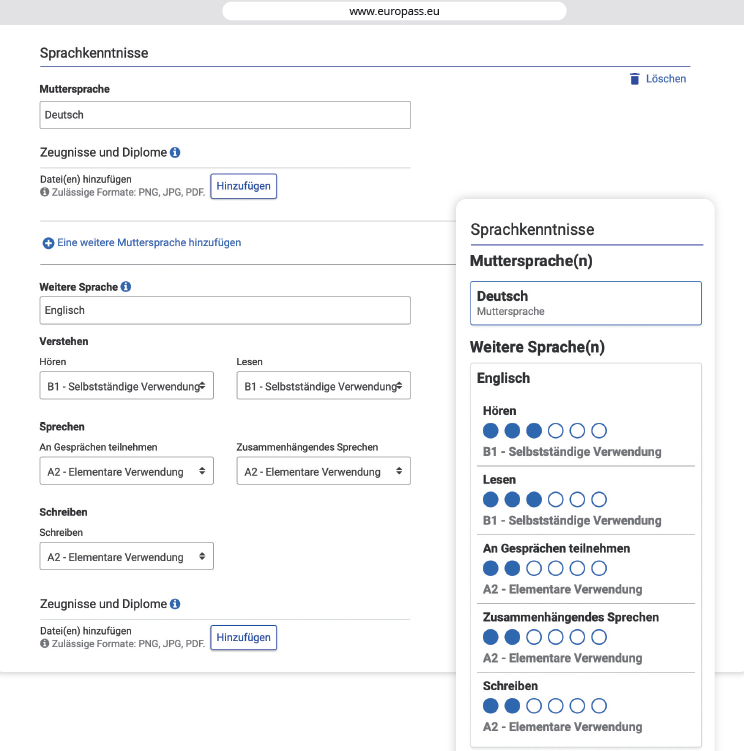 www.europass.eu
Sprachkenntnisse
Löschen
Muttersprache
Deutsch
Zeugnisse und Diplome
Datei(en) hinzufügen
Zulässige Formate: PNG, JPG, PDF.
Hinzufügen
Eine weitere Muttersprache hinzufügen
Weitere Sprache
Englisch
Verstehen
Hören
Lesen
B1 - Selbstständige Verwendung
B1 - Selbstständige Verwendung
Sprechen
An Gesprächen teilnehmen
Zusammenhängendes Sprechen
A2 - Elementare Verwendung
A2 - Elementare Verwendung
Schreiben
Schreiben
A2 - Elementare Verwendung
Zeugnisse und Diplome
Datei(en) hinzufügen
Zulässige Formate: PNG, JPG, PDF.
Hinzufügen
Sprachkenntnisse
Muttersprache(n)
Deutsch
Muttersprache
Weitere Sprache(n)
Englisch
Hören
B1 - Selbstständige Verwendung
Lesen
B1 - Selbstständige Verwendung
An Gesprächen teilnehmen
A2 - Elementare Verwendung
Zusammenhängendes Sprechen
A2 - Elementare Verwendung
Schreiben
A2 - Elementare Verwendung